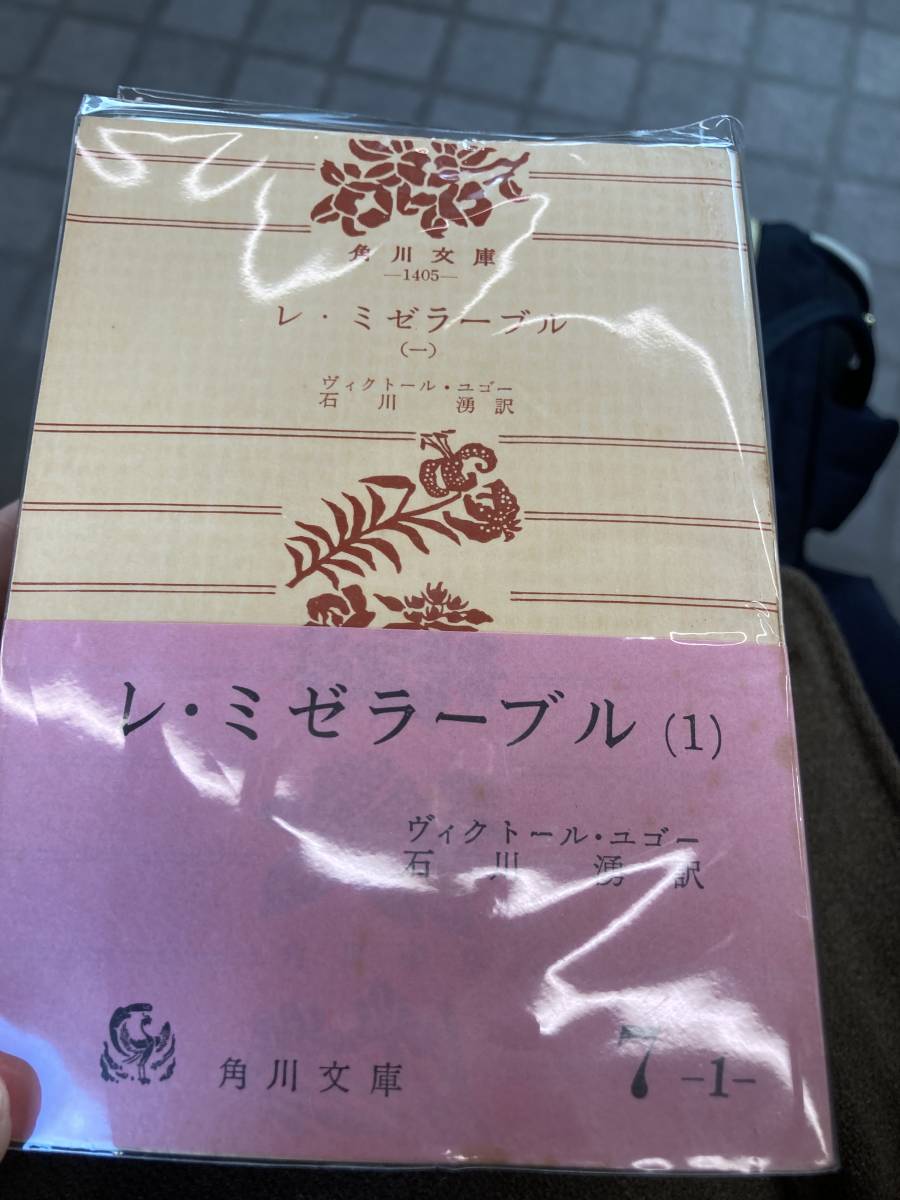 角川文庫
—1405—
レ・ミゼラーブル
(一)
ヴィクトール・ユゴー
石川湧訳
レ・ミゼラーブル (1)
ヴィクトール・ユゴー
石川湧訳
角川文庫
7 -1-